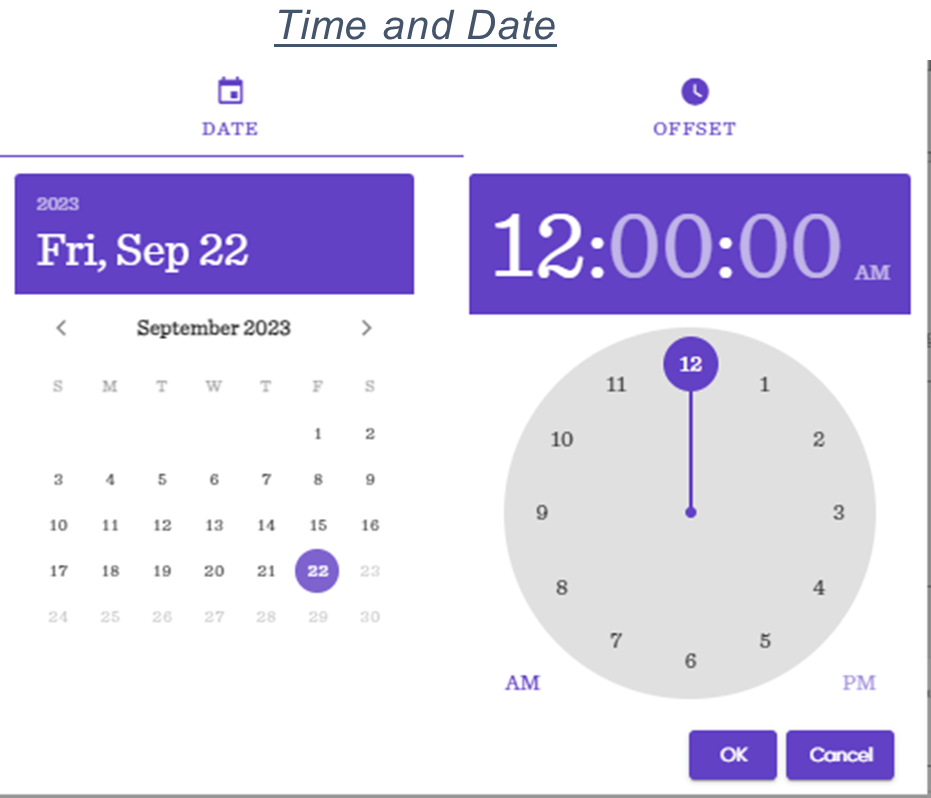 Time and Date
DATE
OFFSET
2023
Fri, Sep 22
September 2023
S M T W T F S
1 2
3 4 5 6 7 8 9
10 11 12 13 14 15 16
17 18 19 20 21 22 23
24 25 26 27 28 29 30
12:00:00 AM
12
11 1
10 2
9 3
8 4
7 5
6
AM PM
OK Cancel